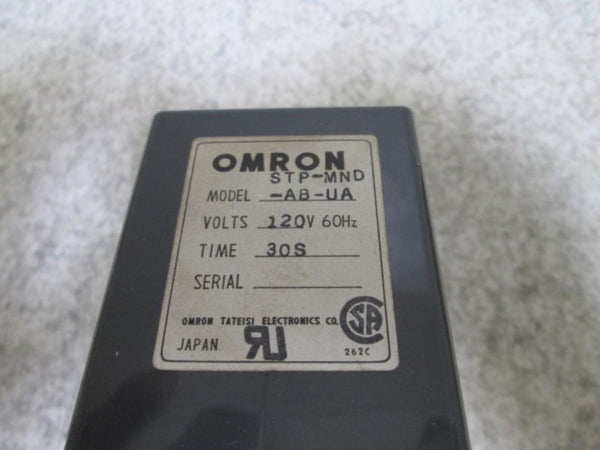 OMRON
STP-MND
MODEL -AB-UA
VOLTS 120V 60Hz
TIME 30S
SERIAL
OMRON TATEISI ELECTRONICS CO.
JAPAN RU SA
262C